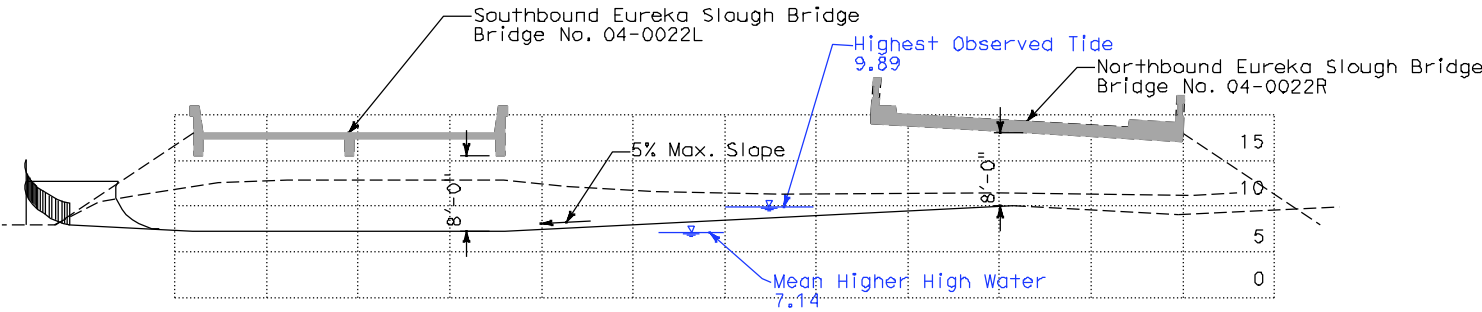 Southbound Eureka Slough Bridge
Bridge No. 04-0022L
Highest Observed Tide
9.89
Northbound Eureka Slough Bridge
Bridge No. 04-0022R
5% Max. Slope
8'-0"
8'-0"
15
10
5
0
Mean Higher High Water
7.14